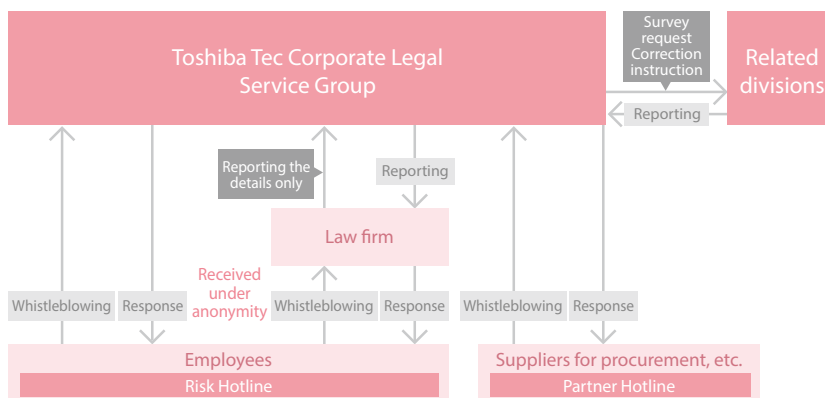 Toshiba Tec Corporate Legal
Service Group
Survey
request
Correction
instruction
Related
divisions
Reporting
Reporting the
details only
Reporting
Law firm
Received
under
anonymity
Whistleblowing
Response
Whistleblowing
Response
Whistleblowing
Response
Employees
Risk Hotline
Suppliers for procurement, etc.
Partner Hotline